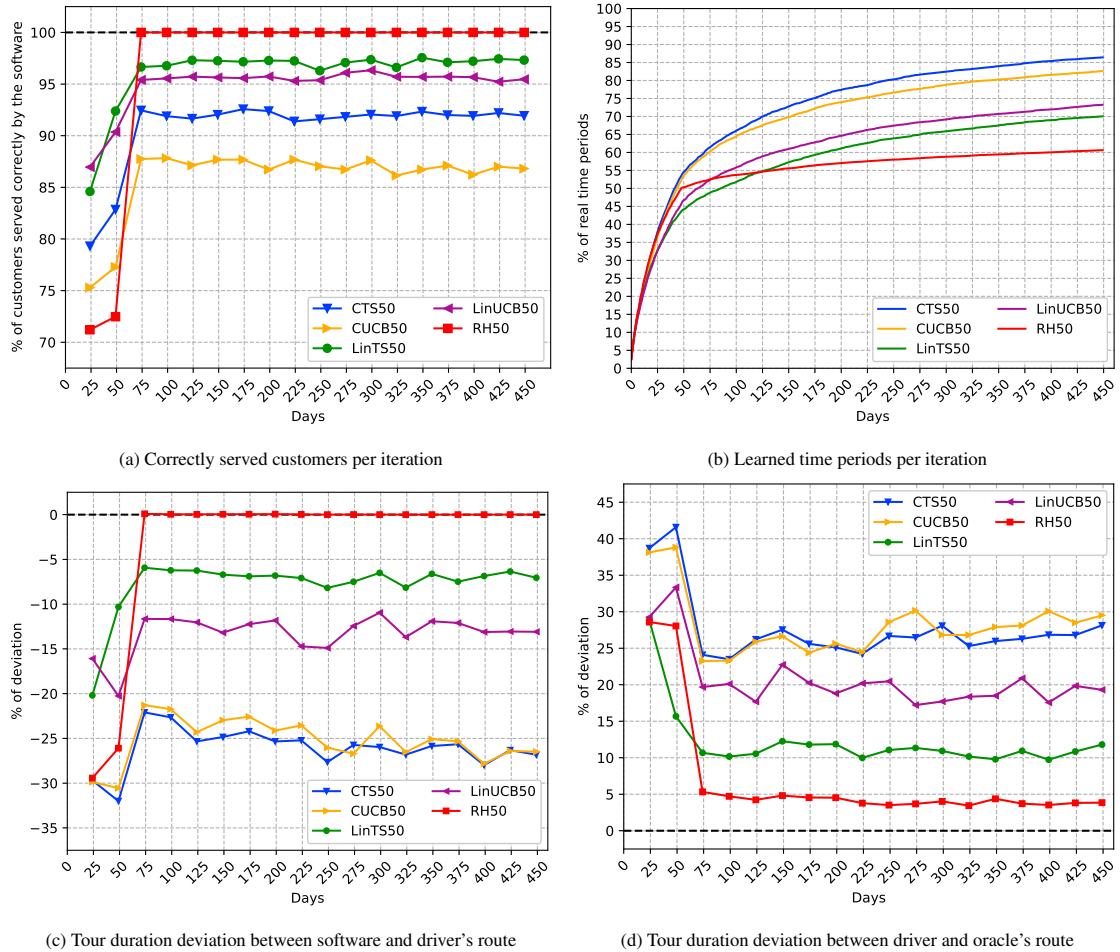 % of customers served correctly by the software
100
95
90
85
80
75
70
CTS50
CUCB50
LinTS50
LinUCB50
RH50
0 25 50 75 100 125 150 175 200 225 250 275 300 325 350 375 400 425 450
Days
(a) Correctly served customers per iteration
% of real time periods
100
95
90
85
80
75
70
65
60
55
50
45
40
35
30
25
20
15
10
5
0
CTS50
CUCB50
LinTS50
LinUCB50
RH50
0 25 50 75 100 125 150 175 200 225 250 275 300 325 350 375 400 425 450
Days
(b) Learned time periods per iteration
% of deviation
0
−5
−10
−15
−20
−25
−30
−35
CTS50
CUCB50
LinTS50
LinUCB50
RH50
0 25 50 75 100 125 150 175 200 225 250 275 300 325 350 375 400 425 450
Days
(c) Tour duration deviation between software and driver's route
% of deviation
45
40
35
30
25
20
15
10
5
0
CTS50
CUCB50
LinTS50
LinUCB50
RH50
0 25 50 75 100 125 150 175 200 225 250 275 300 325 350 375 400 425 450
Days
(d) Tour duration deviation between driver and oracle's route